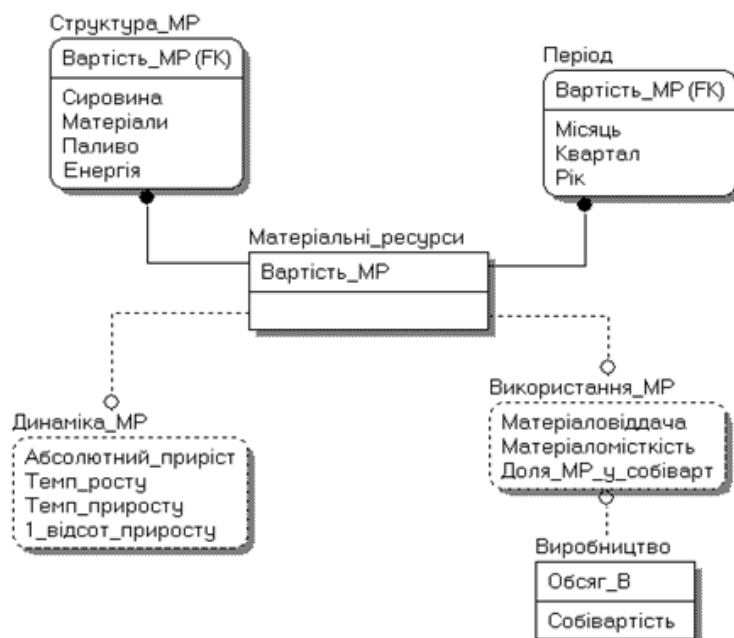 Структура_МР
Вартість_МР (FK)
Сировина
Матеріали
Паливо
Енергія
Період
Вартість_МР (FK)
Місяць
Квартал
Рік
Матеріальні_ресурси
Вартість_МР
Динаміка_МР
Абсолютний_приріст
Темп_росту
Темп_приросту
1_відсот_приросту
Використання_МР
Матеріаловіддача
Матеріаломісткість
Доля_МР_у_собіварт
Виробництво
Обсяг_В
Собівартість